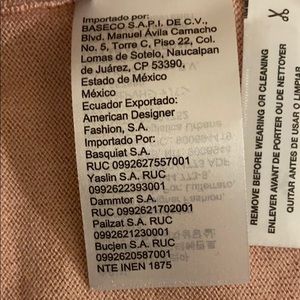 Importado por:
BASECO S.A.P.I. DE C.V.,
Blvd. Manuel Ávila Camacho
No. 5, Torre C, Piso 22, Col.
Lomas de Sotelo, Naucalpan
de Juárez, CP 53390,
Estado de México
México
Ecuador Exportado:
American Designer
Fashion, S.A.
Importado Por:
Basquiat S.A.
RUC 0992627557001
Yaslin S.A. RUC
0992622393001
Dammtor S.A.
RUC 0992621702001
Pailzat S.A. RUC
0992621230001
Bucjen S.A. RUC
0992620587001
NTE INEN 1875
REMOVE BEFORE WEARING OR CLEANING
ENLEVER AVANT DE PORTER OU DE NETTOYER
QUITAR ANTES DE USAR O LIMPIAR